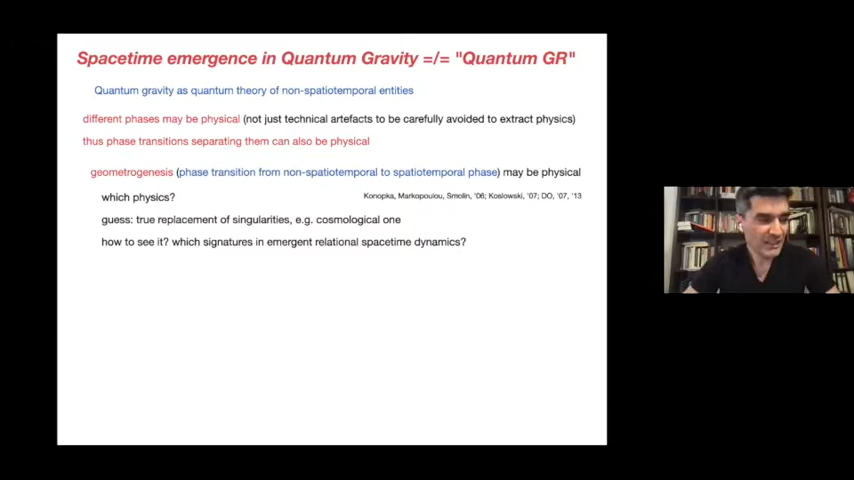 Spacetime emergence in Quantum Gravity =/= "Quantum GR"
Quantum gravity as quantum theory of non-spatiotemporal entities
different phases may be physical (not just technical artefacts to be carefully avoided to extract physics)
thus phase transitions separating them can also be physical
geometrogenesis (phase transition from non-spatiotemporal to spatiotemporal phase) may be physical
which physics?
Konopka, Markopoulou, Smolin, '06; Koslowski, '07; DO, '07, '13
guess: true replacement of singularities, e.g. cosmological one
how to see it? which signatures in emergent relational spacetime dynamics?